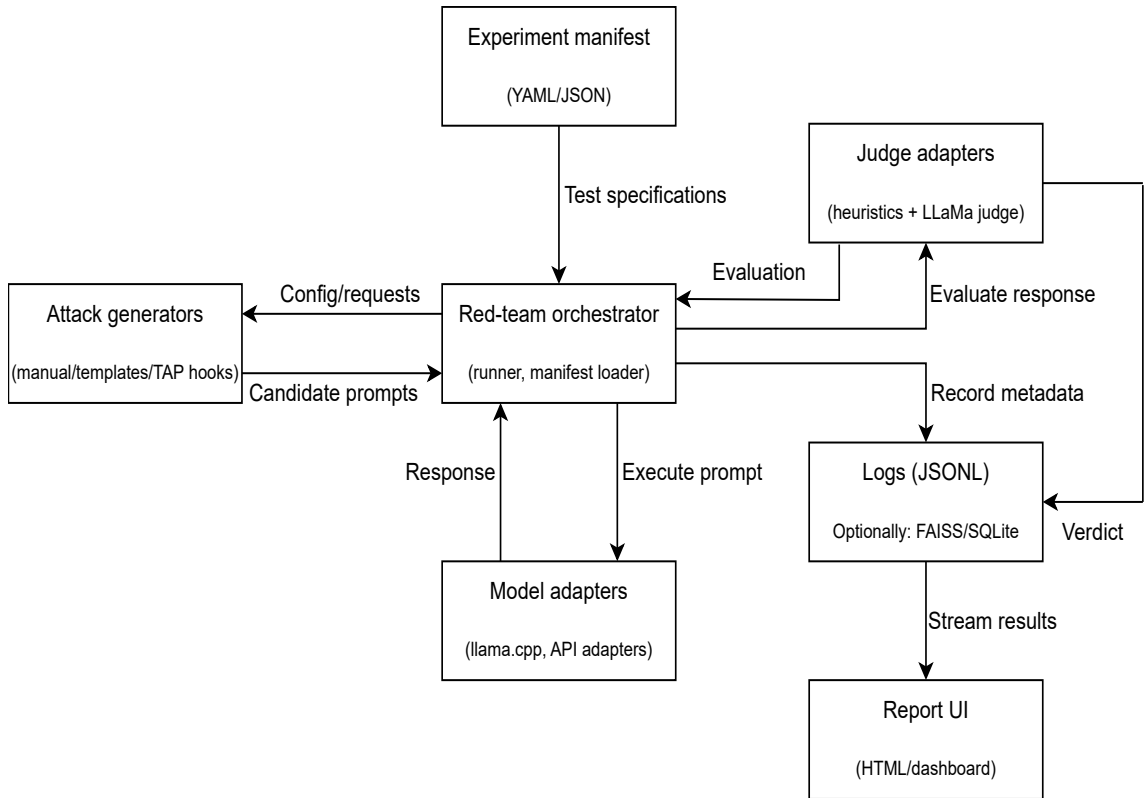 Experiment manifest
(YAML/JSON)
Test specifications
Judge adapters
(heuristics + LLaMa judge)
Evaluation
Evaluate response
Attack generators
(manual/templates/TAP hooks)
Config/requests
Candidate prompts
Red-team orchestrator
(runner, manifest loader)
Record metadata
Response
Execute prompt
Logs (JSONL)
Optionally: FAISS/SQLite
Verdict
Model adapters
(llama.cpp, API adapters)
Stream results
Report UI
(HTML/dashboard)